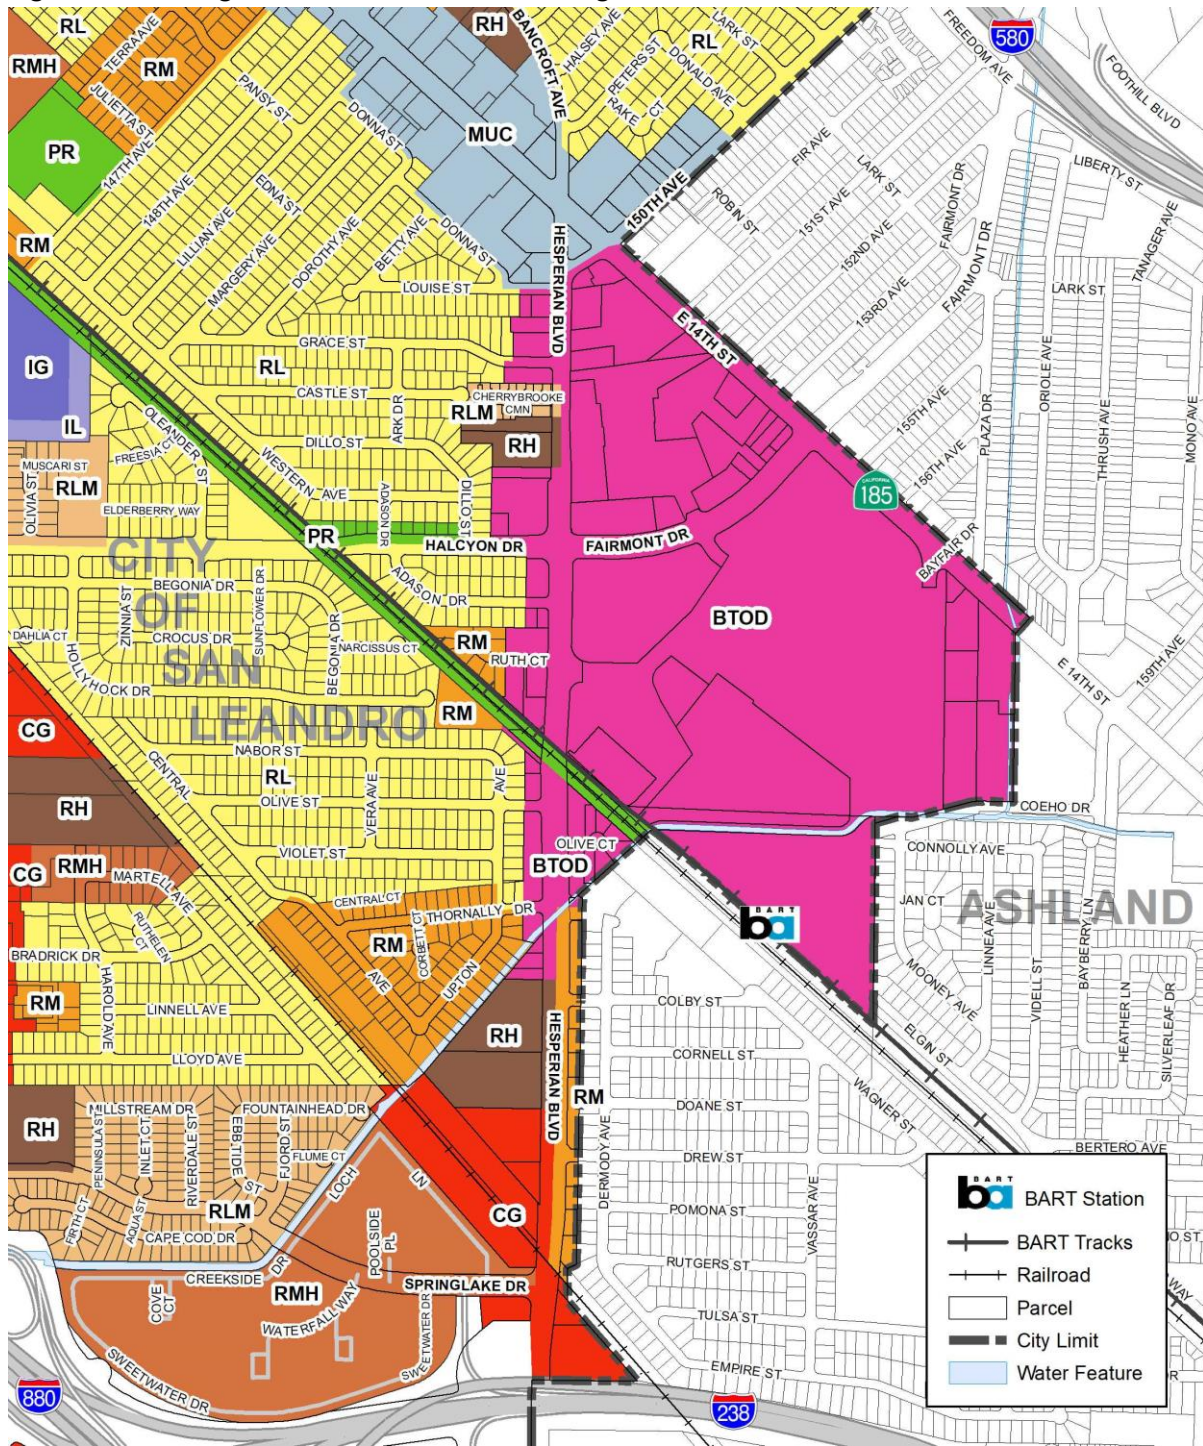 RL
RH
BANCROFT AVE
HALSEY AVE
LARK ST
RL
FREEDOM AVE
580
FOOTHILL BLVD
TERRA AVE
RMH
RM
PETERS ST
DONALD AVE
RAKE CT
PANSY ST
JULIETTA ST
DONNA ST
MUC
PR
147TH AVE
FIR AVE
LARK ST
LIBERTY ST
FAIRMONT DR
148TH AVE
EDNA ST
150TH AVE
ROBIN ST
151ST AVE
TANAGER AVE
LILLIAN AVE
DOROTHY AVE
BETTY AVE
DONNA ST
152ND AVE
FAIRMONT DR
RM
MARGERY AVE
HESPERIAN BLVD
LOUISE ST
153RD AVE
PLAZA DR
LARK ST
E 14TH ST
GRACE ST
IG
RL
ORIOLE AVE
CASTLE ST
CHERRYBROOKE
CMN
RLM
ARK DR
155TH AVE
THRUSH AVE
MONO AVE
IL
OLEANDER ST
FREESIA CT
DILLO ST
RH
156TH AVE
MUSCARI ST
WESTERN AVE
CALIFORNIA
185
OLIVIA ST
RLM
ELDERBERRY WAY
ADASON DR
DILLO ST
PR
HALCYON DR
FAIRMONT DR
BAYFAIR DR
CITY
OF
SAN
LEANDRO
BEGONIA DR
ADASON DR
ZINNIA ST
SUNFLOWER DR
BTOD
DAHLIA CT
CROCUS DR
BEGONIA DR
NARCISSUS CT
RM
RUTH CT
HOLLYHOCK DR
E 14TH ST
159TH AVE
RM
CG
NABOR ST
CENTRAL
RL
AVE
OLIVE ST
VERA AVE
RH
COEHO DR
VIOLET ST
OLIVE CT
CONNOLLY AVE
BTOD
CG
RMH
MARTELL AVE
CENTRAL CT
JAN CT
ASHLAND
THORNALLY DR
BART
ba
RUTHELEN CT
RM
CORBETT CT
LINNEA AVE
BAYBERRY LN
BRADRICK DR
AVE
UPTON
MOONEY AVE
VIDELL ST
HAROLD AVE
RM
LINNELL AVE
COLBY ST
HEATHER LN
SILVERLEAF DR
RH
HESPERIAN BLVD
ELGIN ST
LLOYD AVE
CORNELL ST
WAGNER ST
RM
MILLSTREAM DR
FOUNTAINHEAD DR
DOANE ST
RH
PENINSULA ST
INLET CT
RIVERDALE ST
EBB TIDE ST
FJORD ST
FLUME CT
DERMODY AVE
DREW ST
BERTERO AVE
LOCH
LN
VASSAR AVE
RLM
CG
POMONA ST
FIRTH CT
AQUA ST
CAPE COD DR
POOLSIDE PL
CREEKSIDE DR
RUTGERS ST
RMH
SPRINGLAKE DR
COVE CT
WATERFALL WAY
TULSA ST
SWEETWATER DR
SWEETWATER DR
EMPIRE ST
880
238
WAY
BART
ba
BART Station
BART Tracks
Railroad
Parcel
City Limit
Water Feature